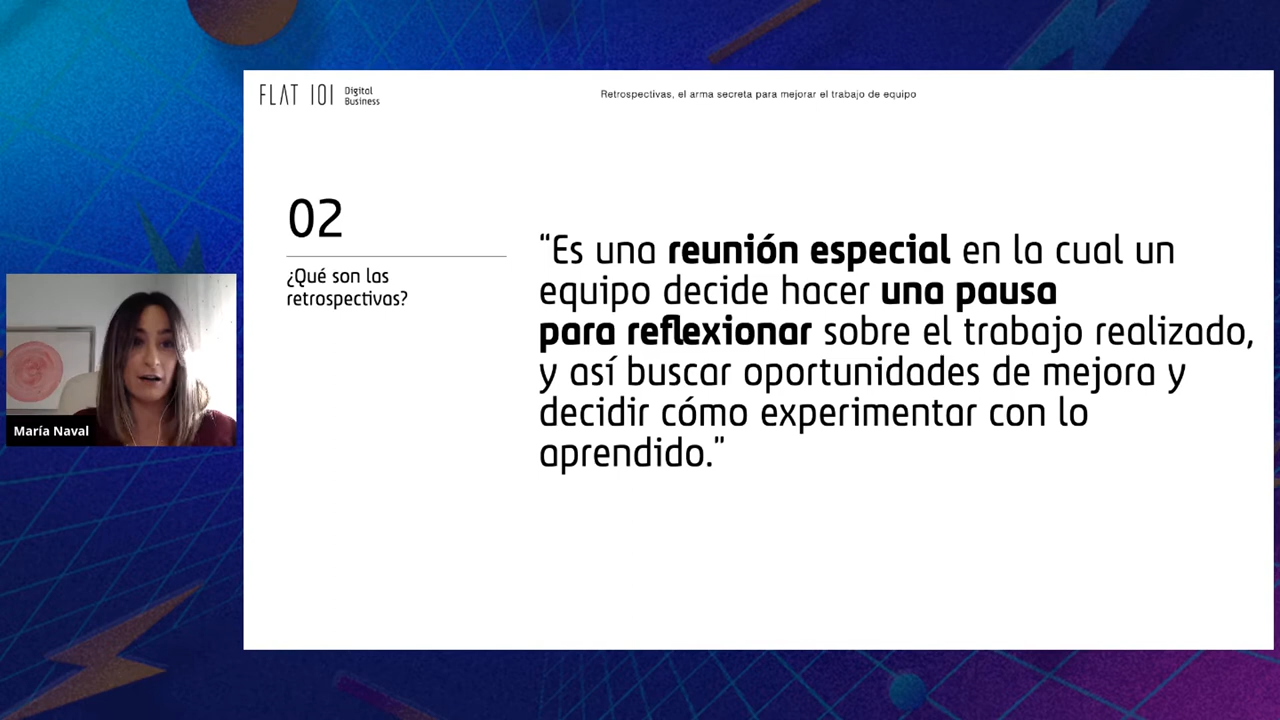 FLAT 101 Digital Business
Retrospectivas, el arma secreta para mejorar el trabajo de equipo
02
¿Qué son las
retrospectivas?
“Es una reunión especial en la cual un
equipo decide hacer una pausa
para reflexionar sobre el trabajo realizado,
y así buscar oportunidades de mejora y
decidir cómo experimentar con lo
aprendido.”
María Naval